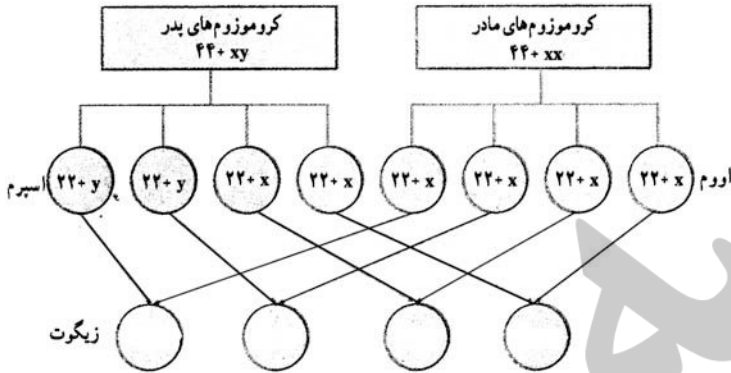 کروموزوم‌های پدر
۴۴+ xy
کروموزوم‌های مادر
۴۴+ xx
اسپرم
۲۲+ y
۲۲+ y
۲۲+ x
۲۲+ x
۲۲+ x
۲۲+ x
۲۲+ x
۲۲+ x
اووم
زیگوت